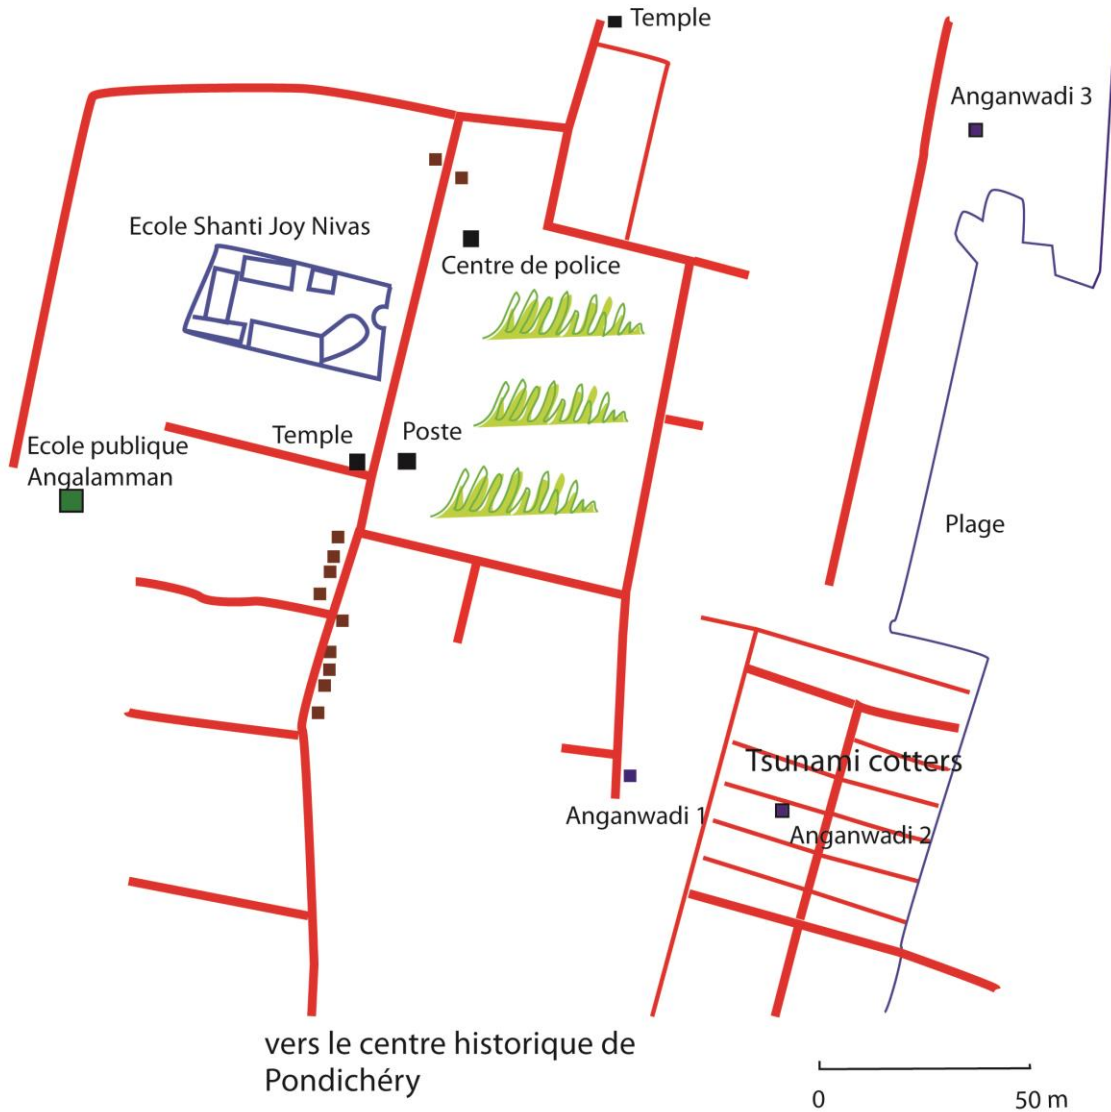 Temple
Anganwadi 3
Ecole Shanti Joy Nivas
Centre de police
Temple
Poste
Ecole publique
Angalamman
Plage
Tsunami cotters
Anganwadi 1
Anganwadi 2
vers le centre historique de
Pondichéry
0 50 m